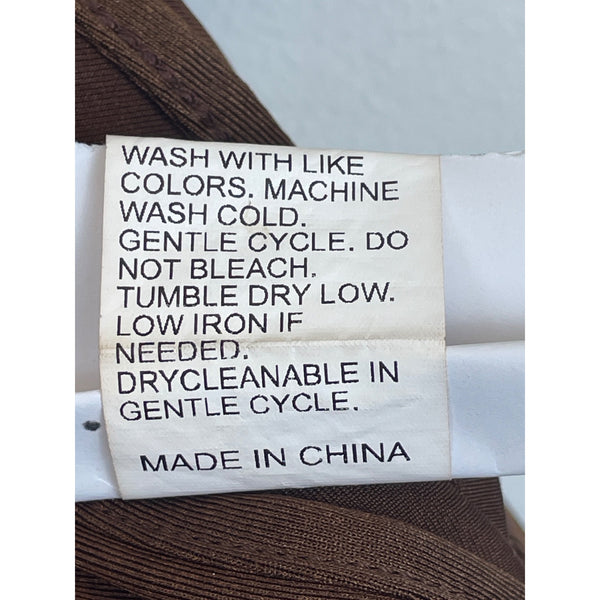 WASH WITH LIKE
COLORS. MACHINE
WASH COLD.
GENTLE CYCLE. DO
NOT BLEACH.
TUMBLE DRY LOW.
LOW IRON IF
NEEDED.
DRYCLEANABLE IN
GENTLE CYCLE.
MADE IN CHINA